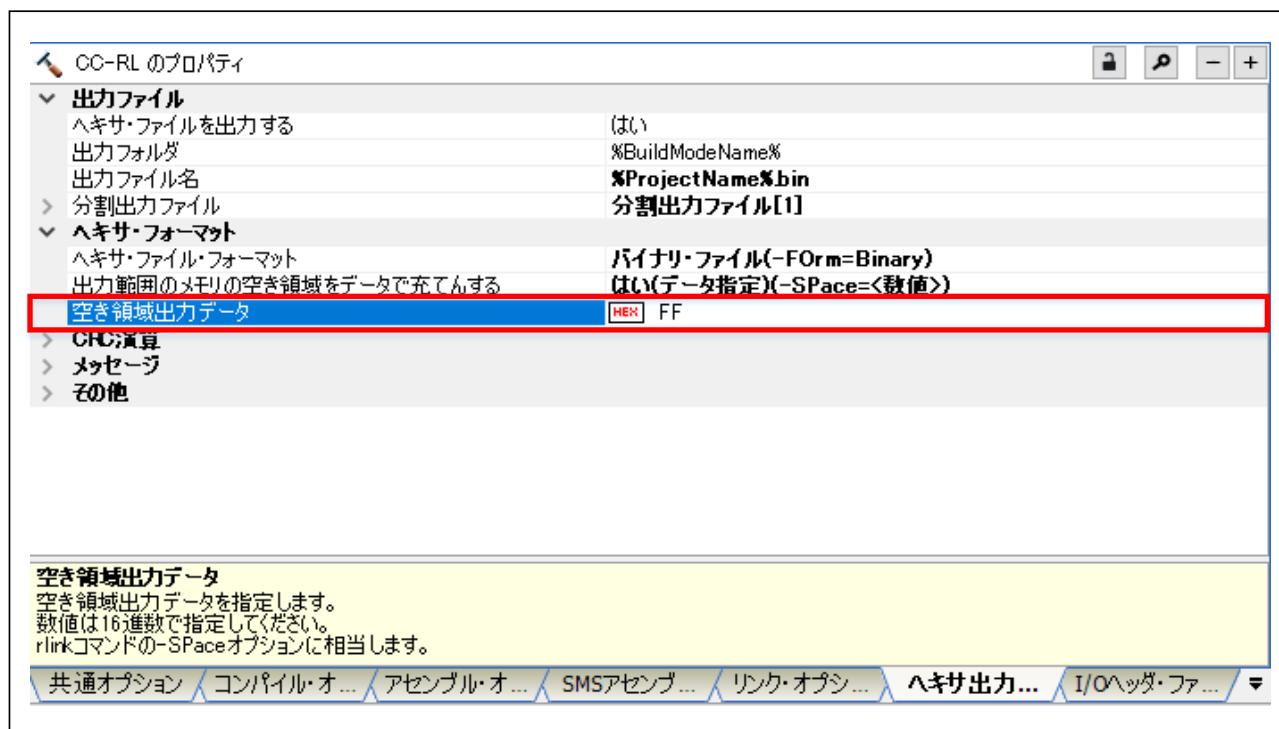 CC-RL のプロパティ
出力ファイル
ヘキサ・ファイルを出力する はい
出力フォルダ %BuildModeName%
出力ファイル名 %ProjectName%.bin
分割出力ファイル 分割出力ファイル[1]
ヘキサ・フォーマット
ヘキサ・ファイル・フォーマット バイナリ・ファイル(-FOrm=Binary)
出力範囲のメモリの空き領域をデータで充てんする はい(データ指定)(-SPace=<数値>)
空き領域出力データ HEX FF
CRC演算
メッセージ
その他
空き領域出力データ
空き領域出力データを指定します。
数値は16進数で指定してください。
rlinkコマンドの-SPaceオプションに相当します。
共通オプション コンパイル・オ... アセンブル・オ... SMSアセンブ... リンク・オプシ... ヘキサ出力... I/Oヘッダ・ファ...